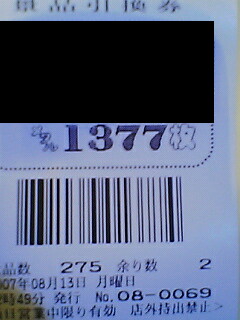 景品引換券
1377枚
品数 275 余り数 2
007年08月13日 月曜日
時49分 発行 No.08-0069
日営業中限り有効 店外持出禁止>